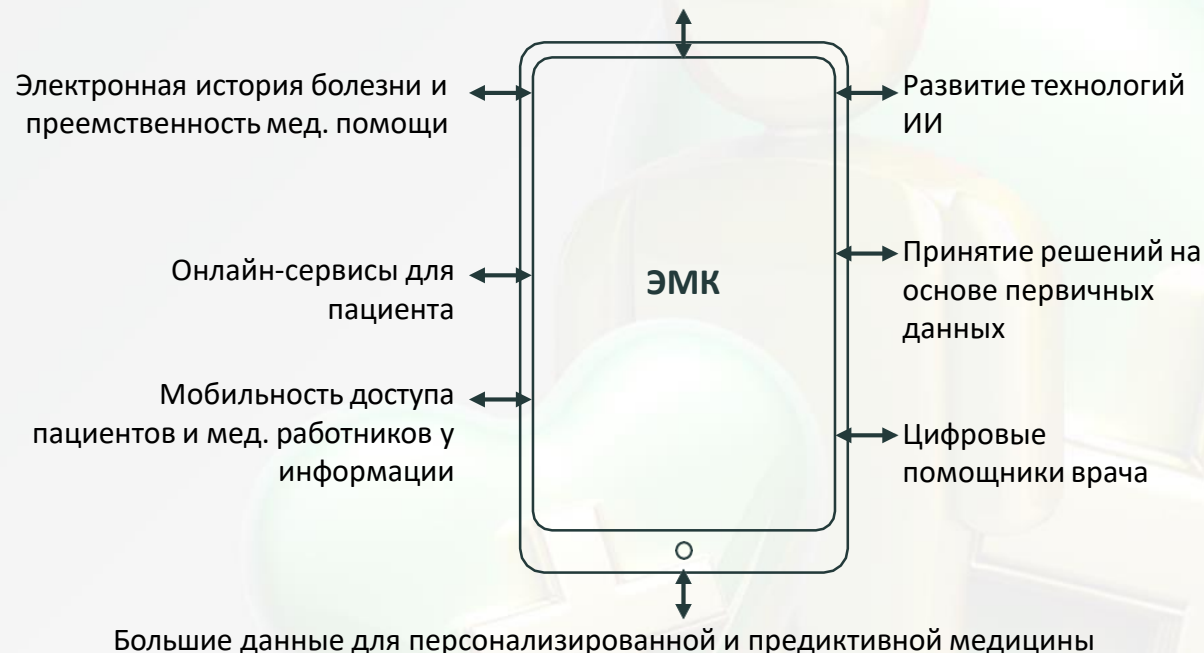 Электронная история болезни и
преемственность мед. помощи
Развитие технологий
ИИ
Онлайн-сервисы для
пациента
ЭМК
Принятие решений на
основе первичных
данных
Мобильность доступа
пациентов и мед. работников у
информации
Цифровые
помощники врача
Большие данные для персонализированной и предиктивной медицины